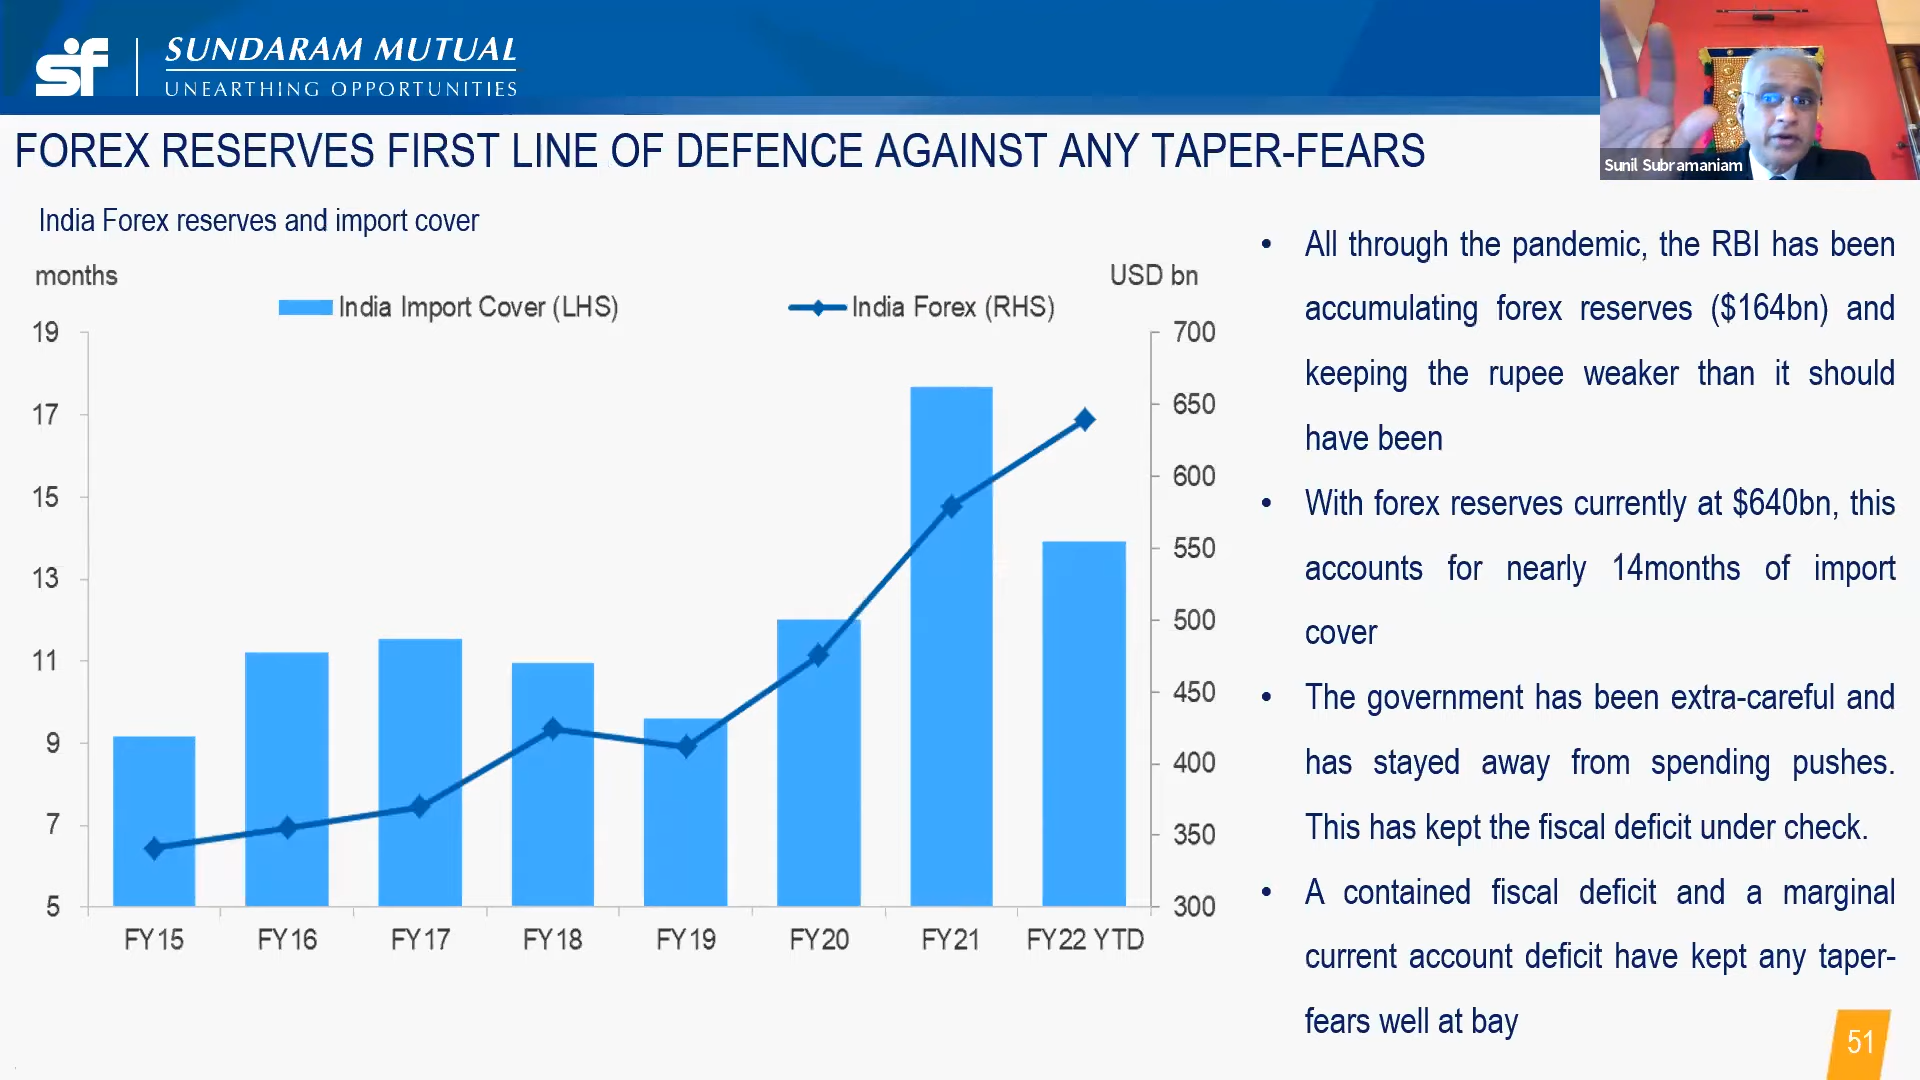 SUNDARAM MUTUAL
UNEARTHING OPPORTUNITIES
Sunil Subramaniam
FOREX RESERVES FIRST LINE OF DEFENCE AGAINST ANY TAPER-FEARS
India Forex reserves and import cover
months
USD bn
India Import Cover (LHS)
India Forex (RHS)
19
17
15
13
11
9
7
5
700
650
600
550
500
450
400
350
300
FY15 FY16 FY17 FY18 FY19 FY20 FY21 FY22 YTD
• All through the pandemic, the RBI has been
accumulating forex reserves ($164bn) and
keeping the rupee weaker than it should
have been
• With forex reserves currently at $640bn, this
accounts for nearly 14months of import
cover
• The government has been extra-careful and
has stayed away from spending pushes.
This has kept the fiscal deficit under check.
• A contained fiscal deficit and a marginal
current account deficit have kept any taper-
fears well at bay
51